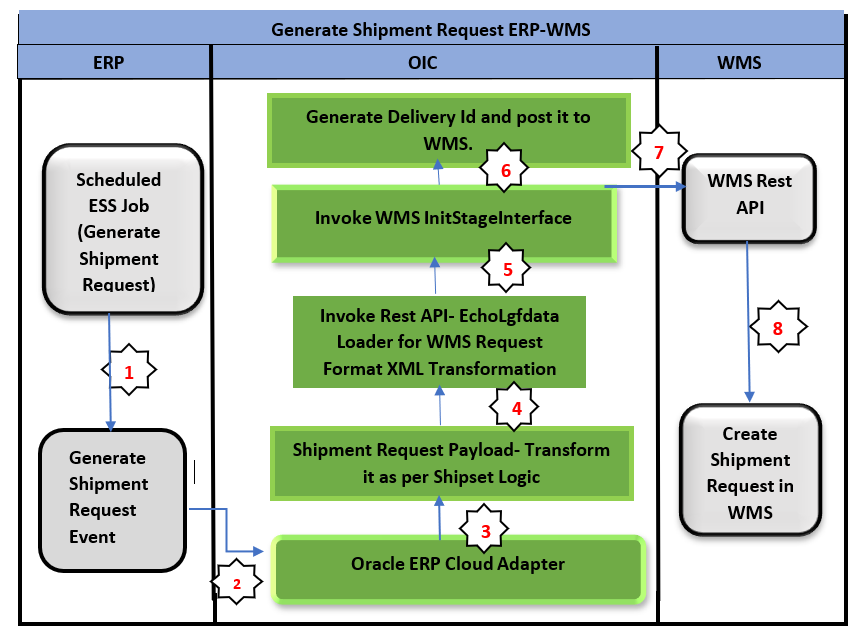 Generate Shipment Request ERP-WMS
ERP
OIC
WMS
Scheduled
ESS Job
(Generate
Shipment
Request)
1
Generate
Shipment
Request
Event
2
Generate Delivery Id and post it to
WMS.
6
Invoke WMS InitStageInterface
5
Invoke Rest API- EchoLgfdata
Loader for WMS Request
Format XML Transformation
4
Shipment Request Payload- Transform
it as per Shipset Logic
3
Oracle ERP Cloud Adapter
7
WMS Rest
API
8
Create
Shipment
Request in
WMS